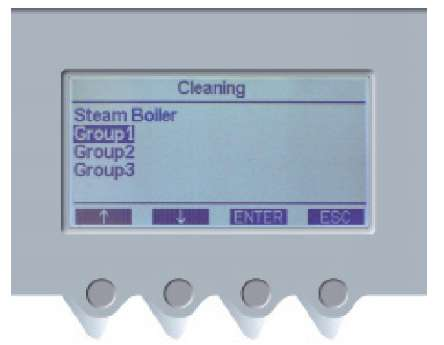 Cleaning
Steam Boiler
Group1
Group2
Group3
↑ ↓ ENTER ESC